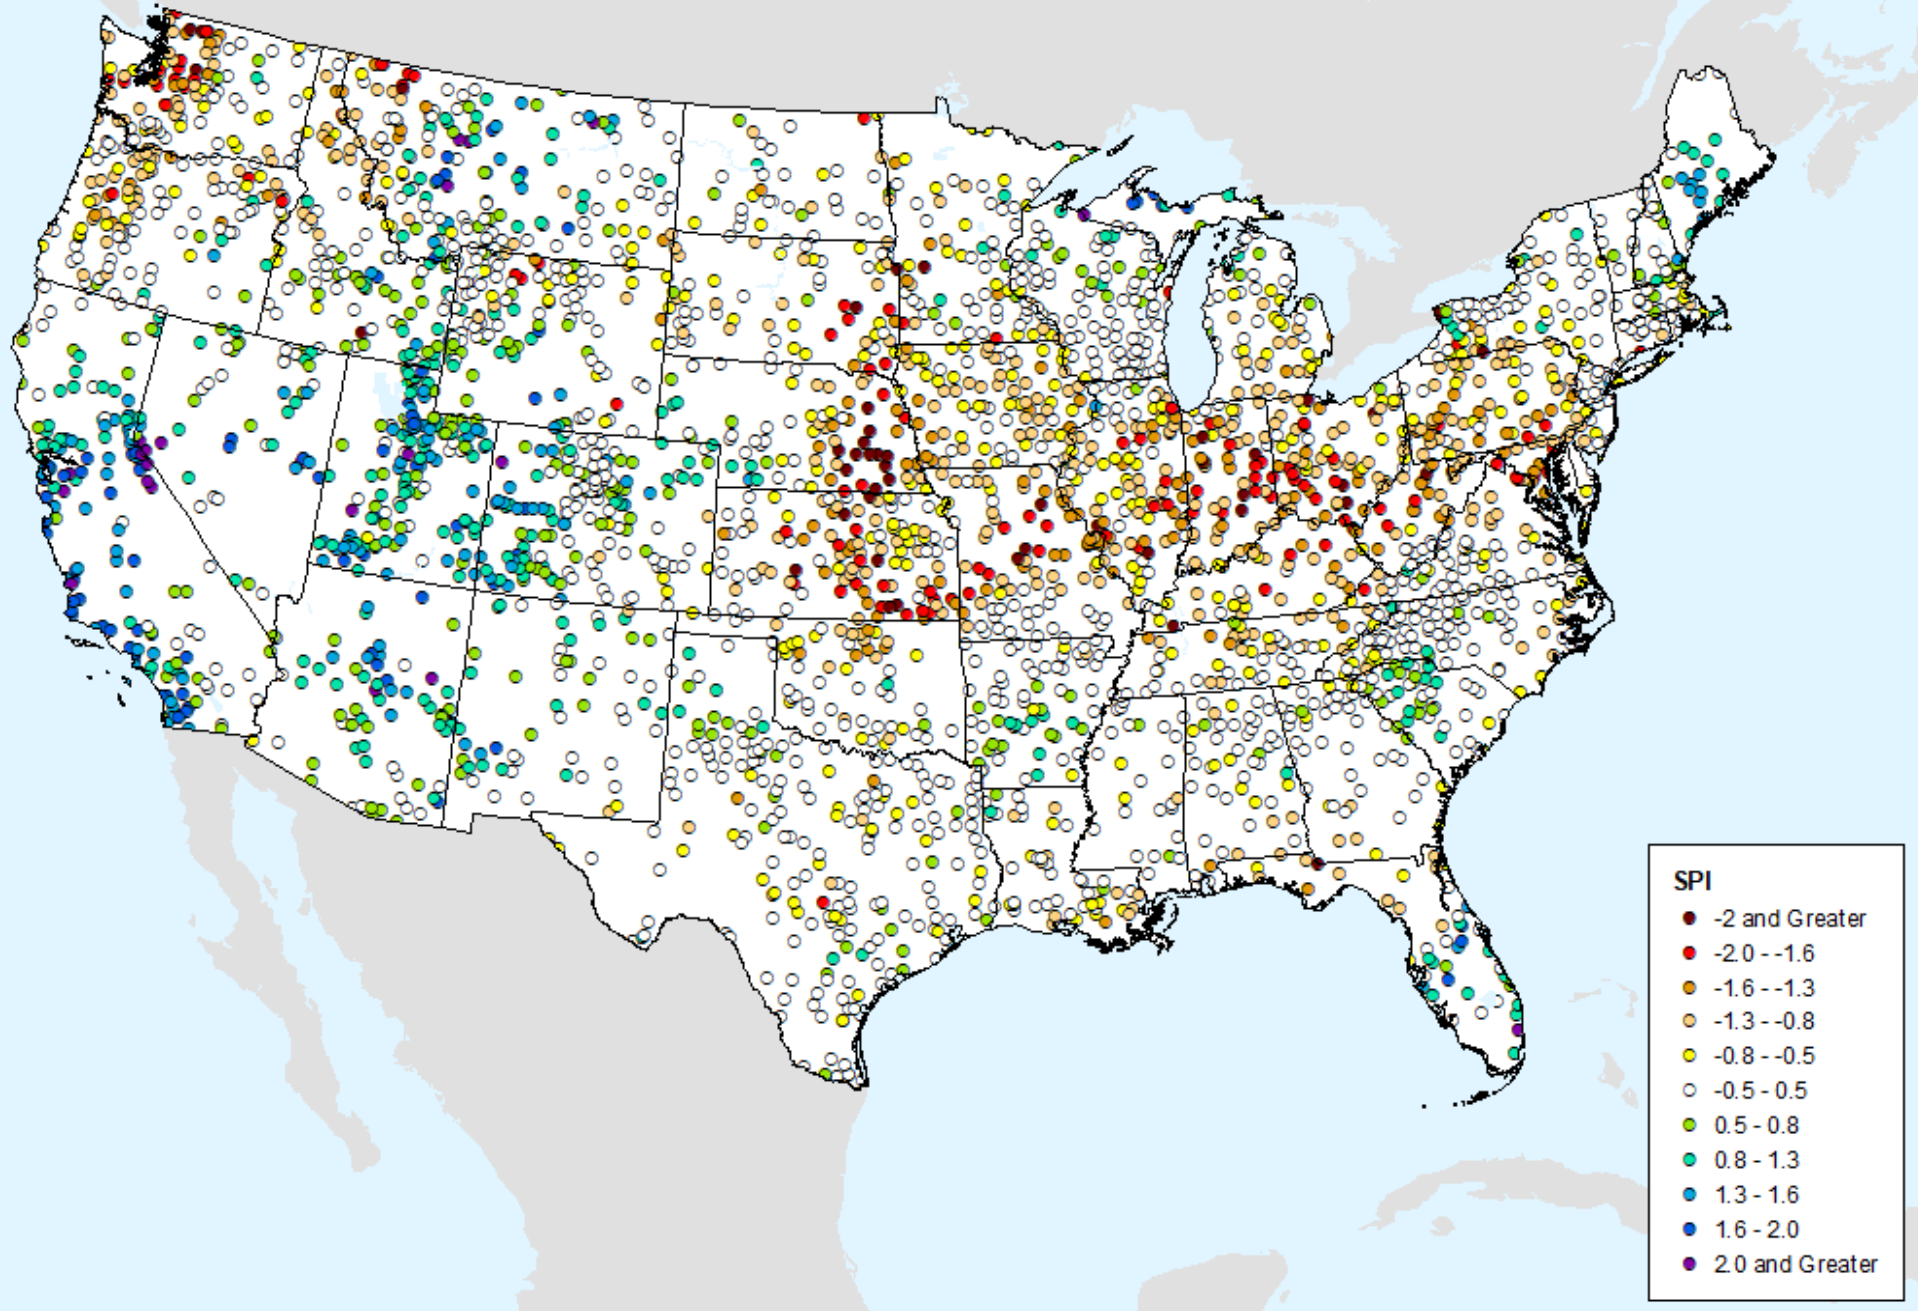 SPI
-2 and Greater
-2.0 - -1.6
-1.6 - -1.3
-1.3 - -0.8
-0.8 - -0.5
-0.5 - 0.5
0.5 - 0.8
0.8 - 1.3
1.3 - 1.6
1.6 - 2.0
2.0 and Greater